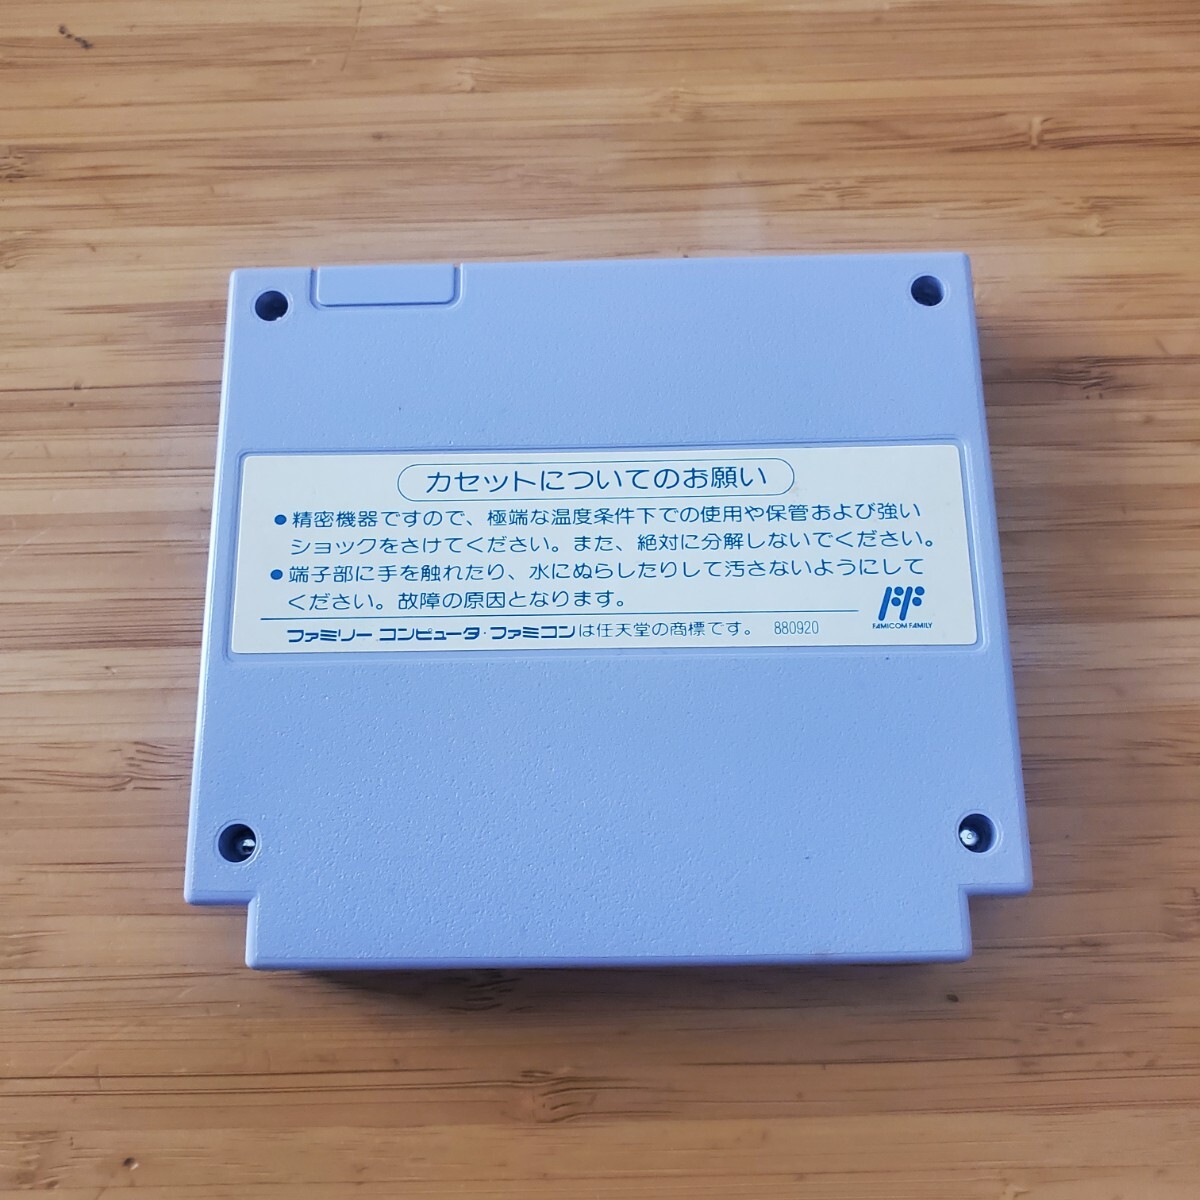 カセットについてのお願い
●精密機器ですので、極端な温度条件下での使用や保管および強い
ショックをさけてください。また、絶対に分解しないでください。
●端子部に手を触れたり、水にぬらしたりして汚さないようにして
ください。故障の原因となります。
FAMICOM FAMILY
ファミリー コンピュータ・ファミコンは任天堂の商標です。 880920